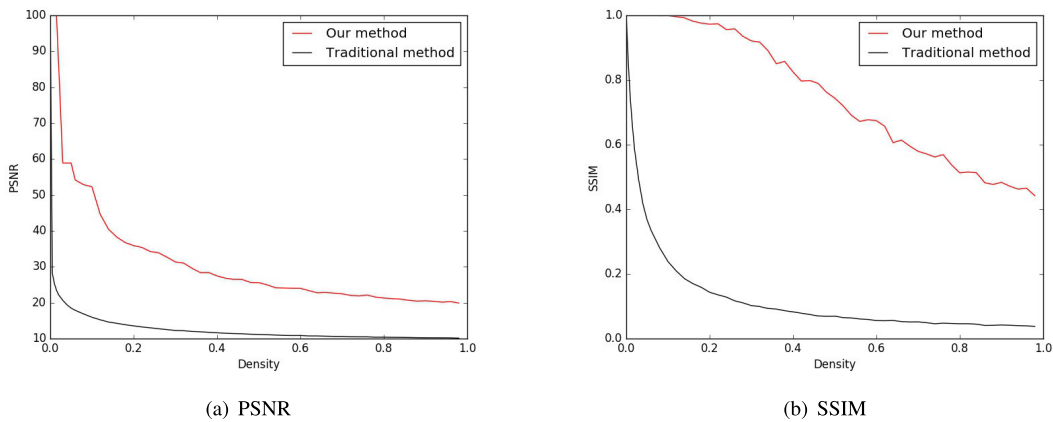 100
90
80
70
60
50
40
30
20
10
PSNR
Our method
Traditional method
0.0 0.2 0.4 0.6 0.8 1.0
Density
(a) PSNR
1.0
0.8
0.6
0.4
0.2
0.0
SSIM
Our method
Traditional method
0.0 0.2 0.4 0.6 0.8 1.0
Density
(b) SSIM